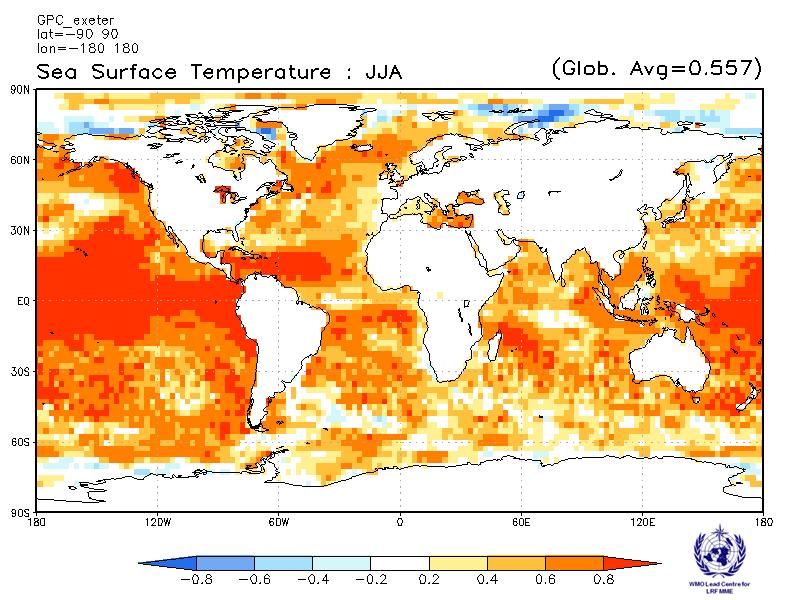 GPC_exeter
lat=−90 90
lon=−180 180
Sea Surface Temperature : JJA (Glob. Avg=0.557)
90N
60N
30N
EQ
30S
60S
90S
180 120W 60W 0 60E 120E 180
−0.8 −0.6 −0.4 −0.2 0.2 0.4 0.6 0.8
WMO Lead Centre for
LRF MME